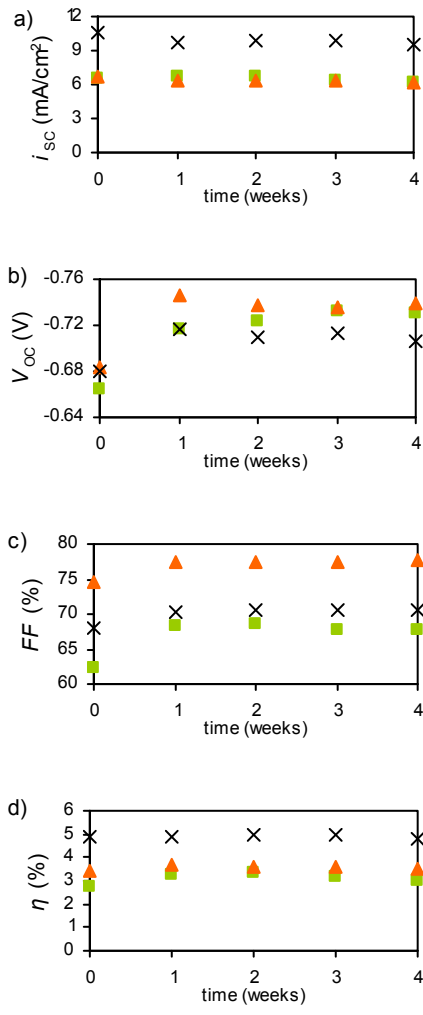 a)
12
9
6
3
0
i SC (mA/cm²)
0 1 2 3 4
time (weeks)
b)
-0.76
-0.72
-0.68
-0.64
V OC (V)
0 1 2 3 4
time (weeks)
c)
80
75
70
65
60
FF (%)
0 1 2 3 4
time (weeks)
d)
6
5
4
3
2
1
0
η (%)
0 1 2 3 4
time (weeks)